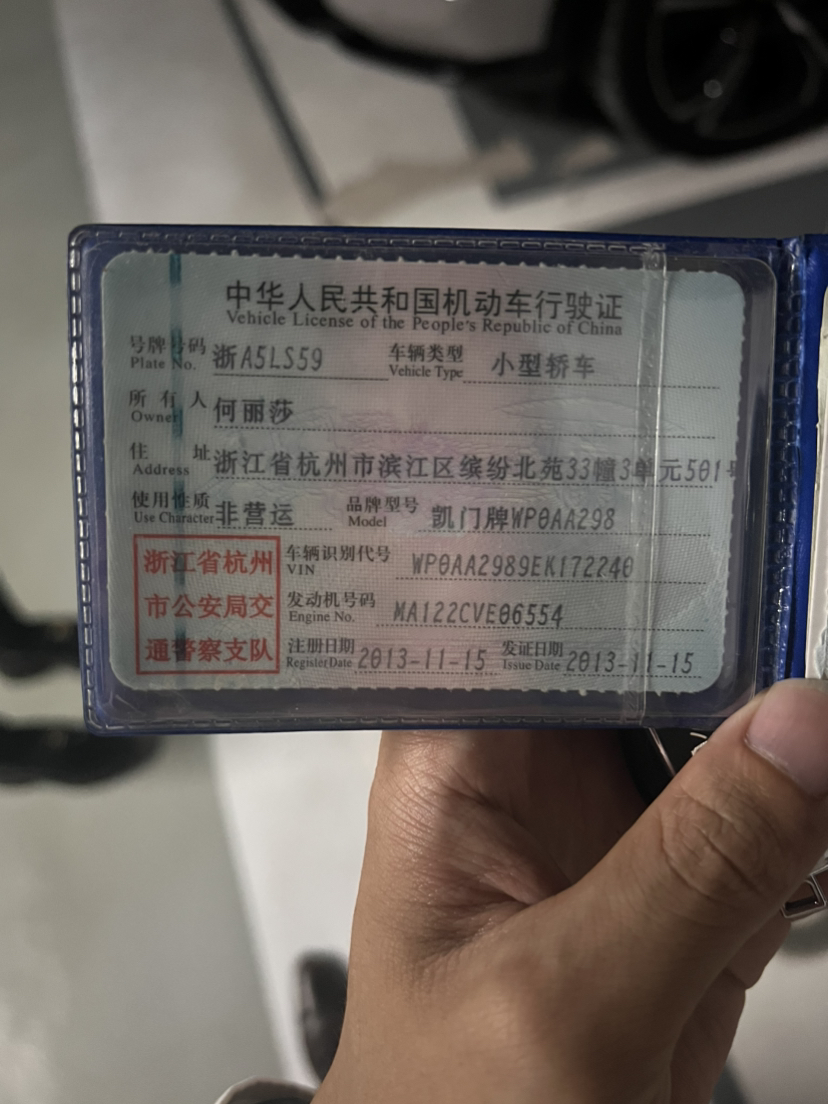 中华人民共和国机动车行驶证
Vehicle License of the People's Republic of China
号牌号码 浙A5LS59 车辆类型 小型轿车
Plate No. Vehicle Type
所有人 何丽莎
Owner
住址 浙江省杭州市滨江区缤纷北苑33幢3单元501号
Address
使用性质 非营运 品牌型号 凯门牌WP0AA298
Use Character Model
浙江省杭州
市公安局交
通警察支队
车辆识别代号 WP0AA2989EK172240
VIN
发动机号码 MA122CVE06554
Engine No.
注册日期 2013-11-15 发证日期 2013-11-15
Register Date Issue Date